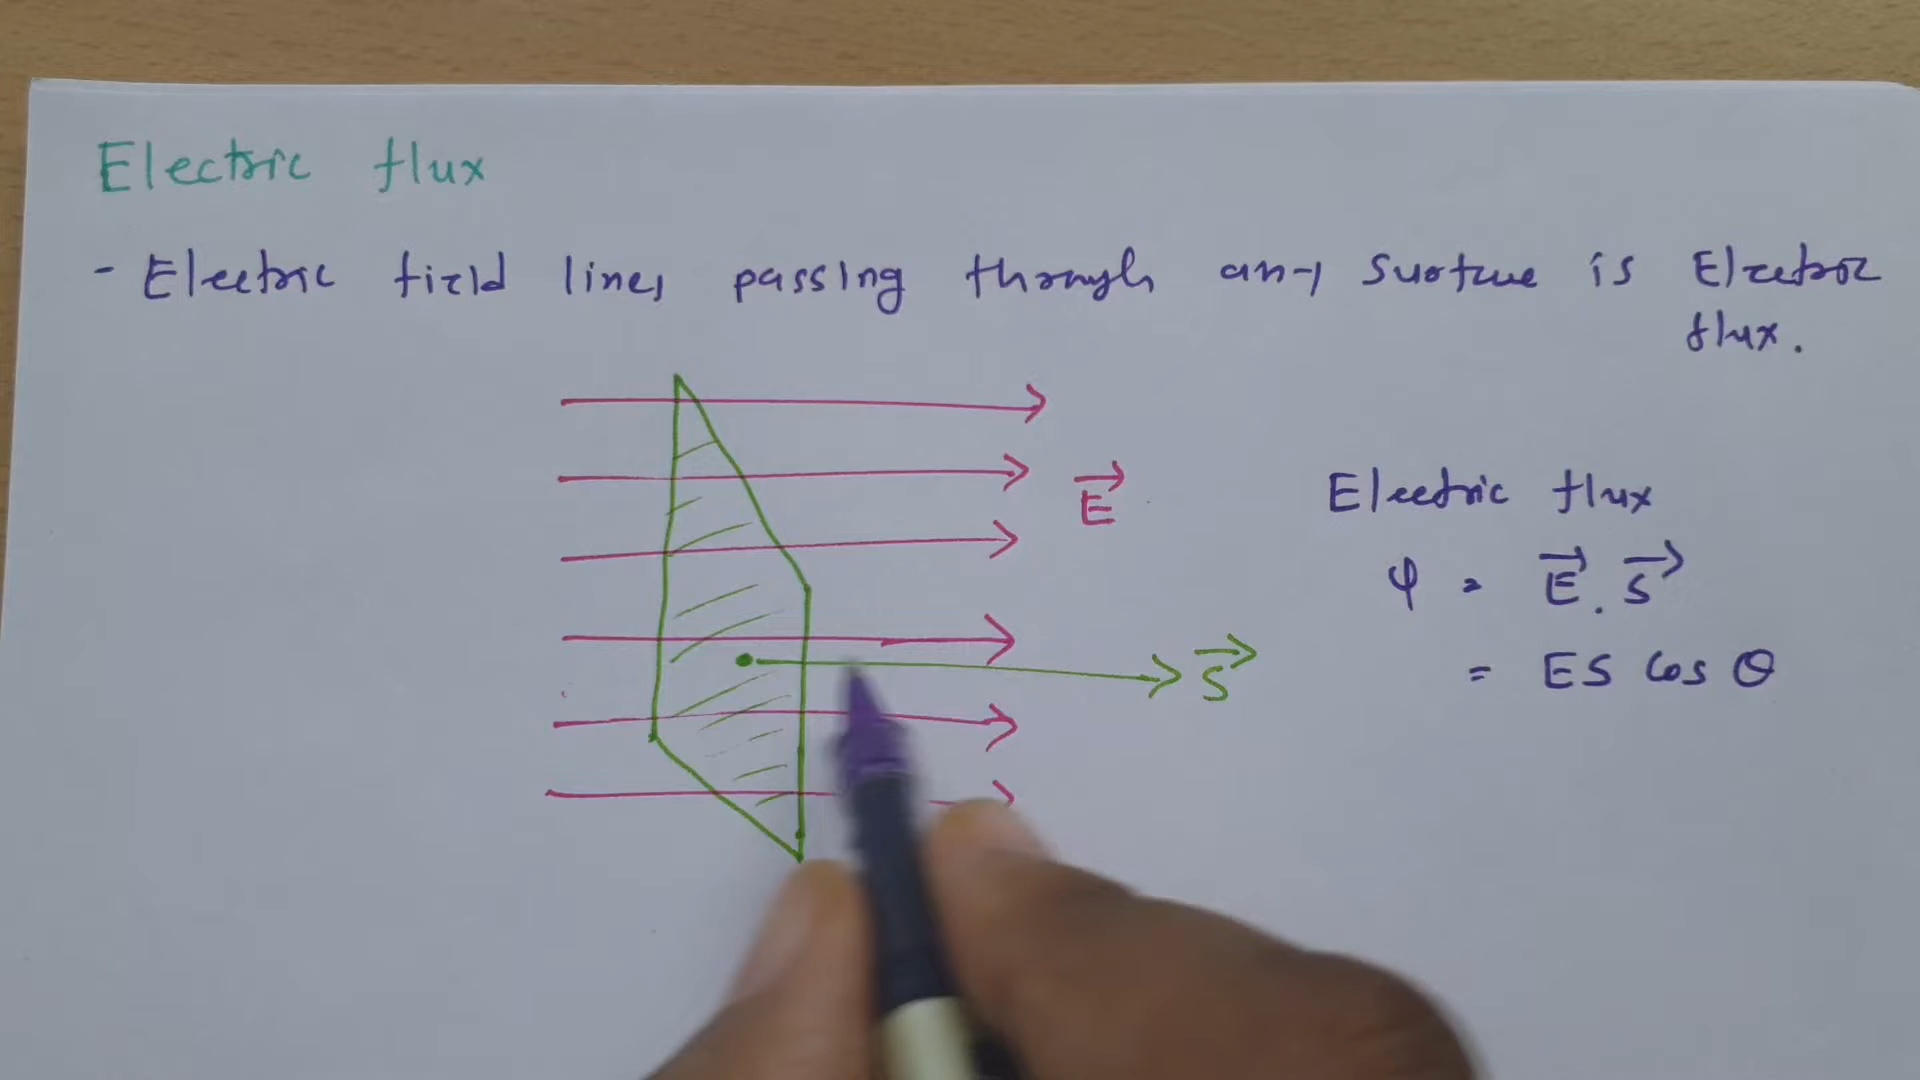 Electric flux
- Electric field lines passing through any surface is Electric
flux.
E
S
Electric flux
φ = E . S
= ES cos θ